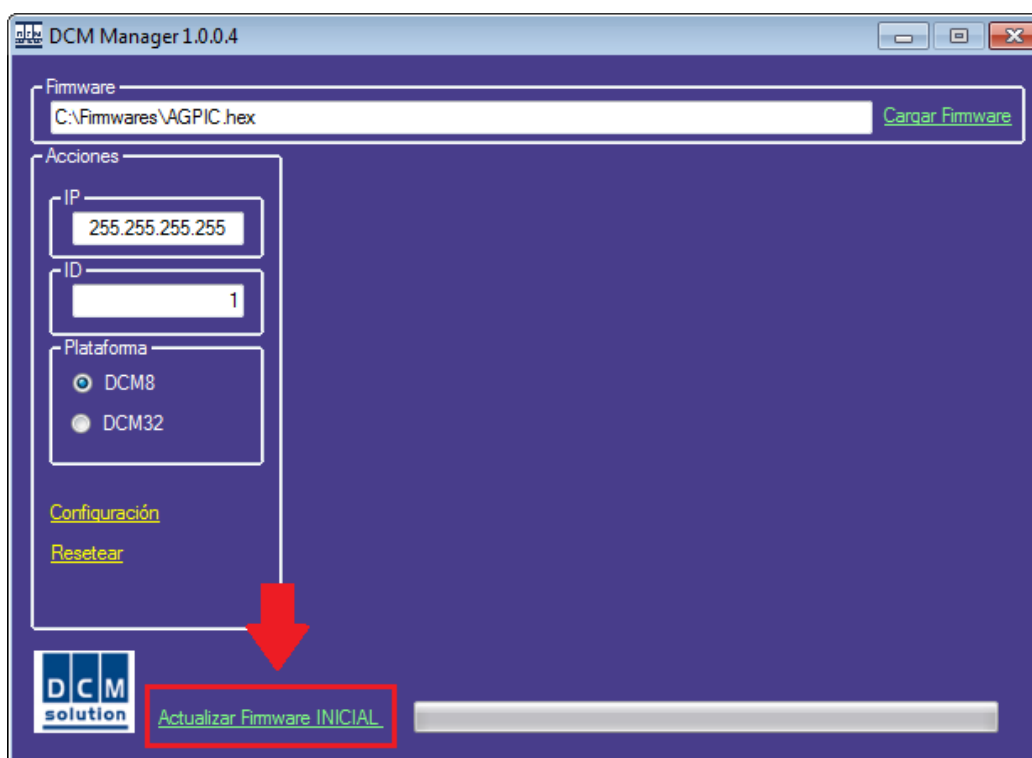 DCM Manager 1.0.0.4
Firmware
C:\Firmwares\AGPIC.hex
Cargar Firmware
Acciones
IP
255.255.255.255
ID
1
Plataforma
DCM8
DCM32
Configuración
Resetear
DCM
solution
Actualizar Firmware INICIAL